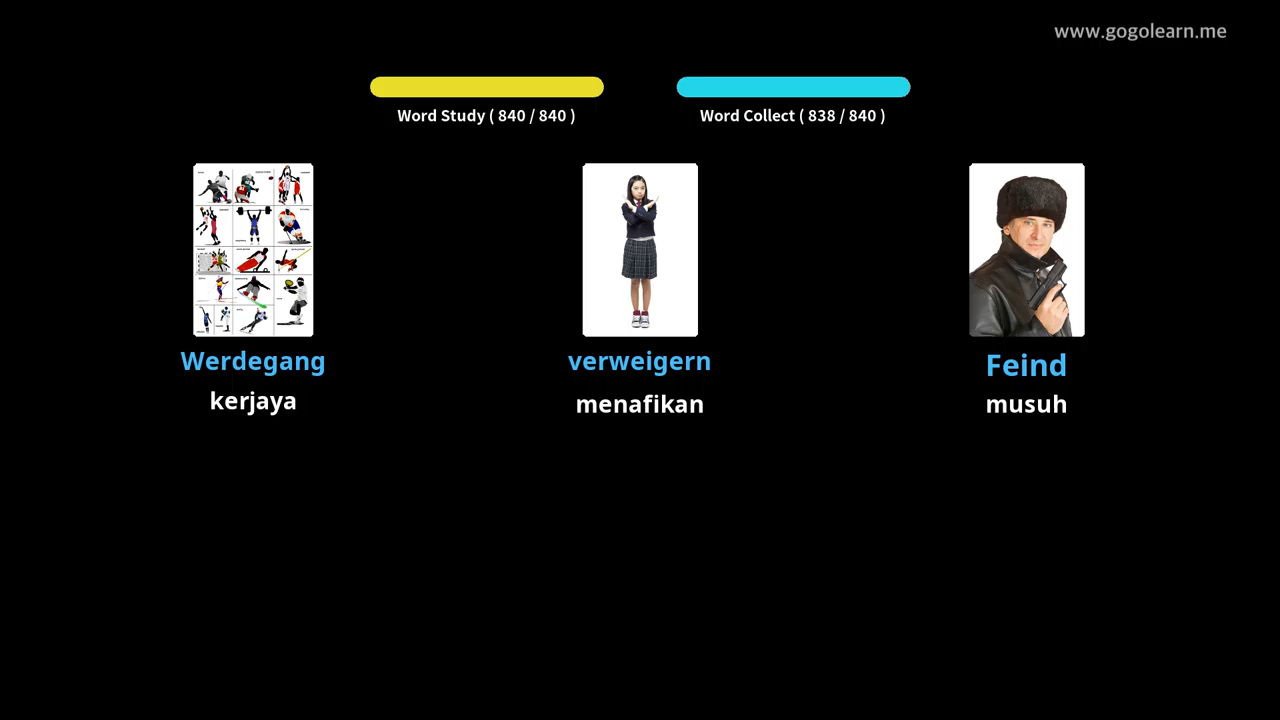 www.gogolearn.me
Word Study ( 840 / 840 )
Word Collect ( 838 / 840 )
Werdegang
verweigern
Feind
kerjaya
menafikan
musuh